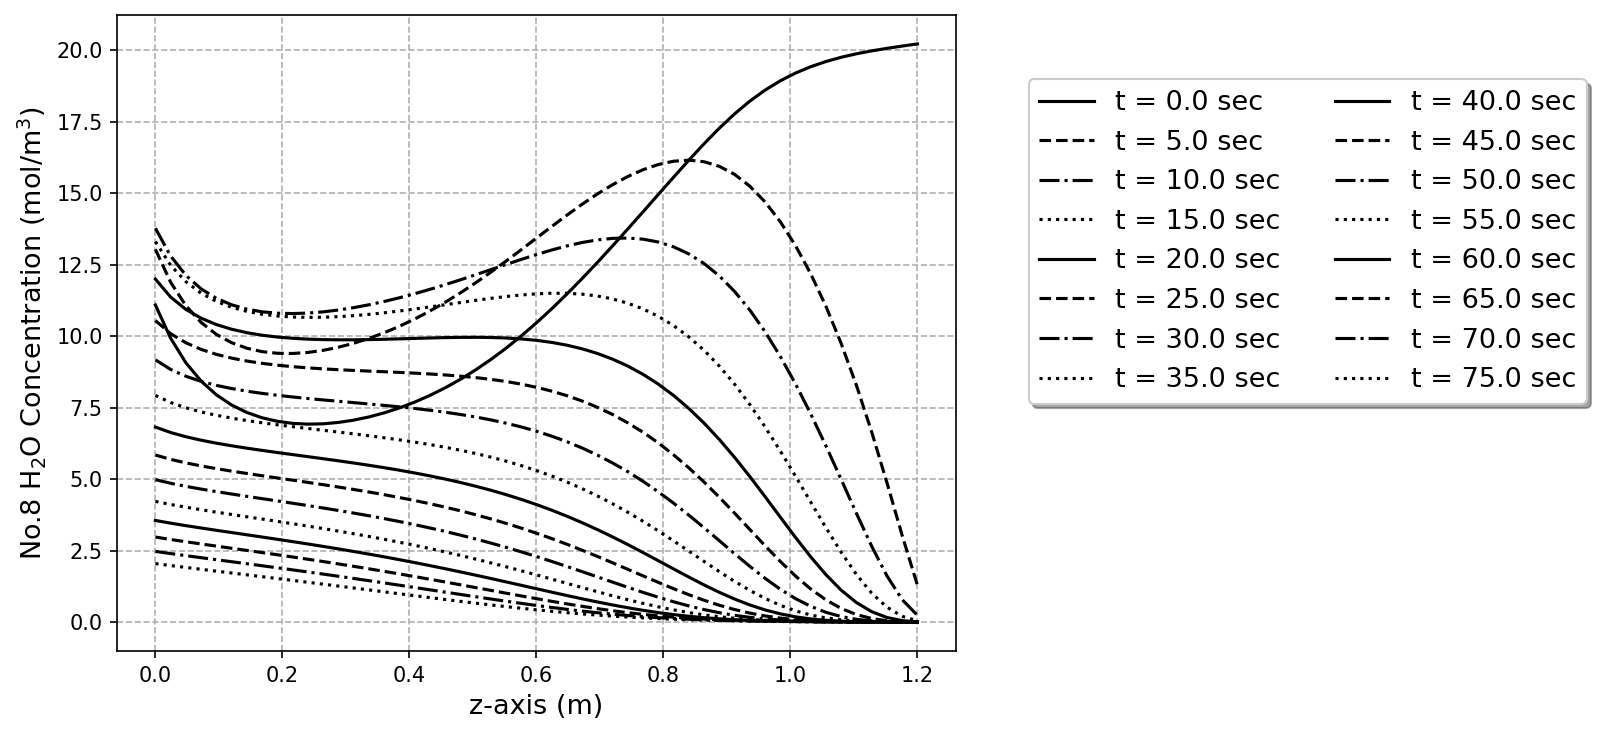 20.0
17.5
15.0
12.5
10.0
7.5
5.0
2.5
0.0
No.8 H₂O Concentration (mol/m³)
0.0 0.2 0.4 0.6 0.8 1.0 1.2
z-axis (m)
t = 0.0 sec
t = 5.0 sec
t = 10.0 sec
t = 15.0 sec
t = 20.0 sec
t = 25.0 sec
t = 30.0 sec
t = 35.0 sec
t = 40.0 sec
t = 45.0 sec
t = 50.0 sec
t = 55.0 sec
t = 60.0 sec
t = 65.0 sec
t = 70.0 sec
t = 75.0 sec